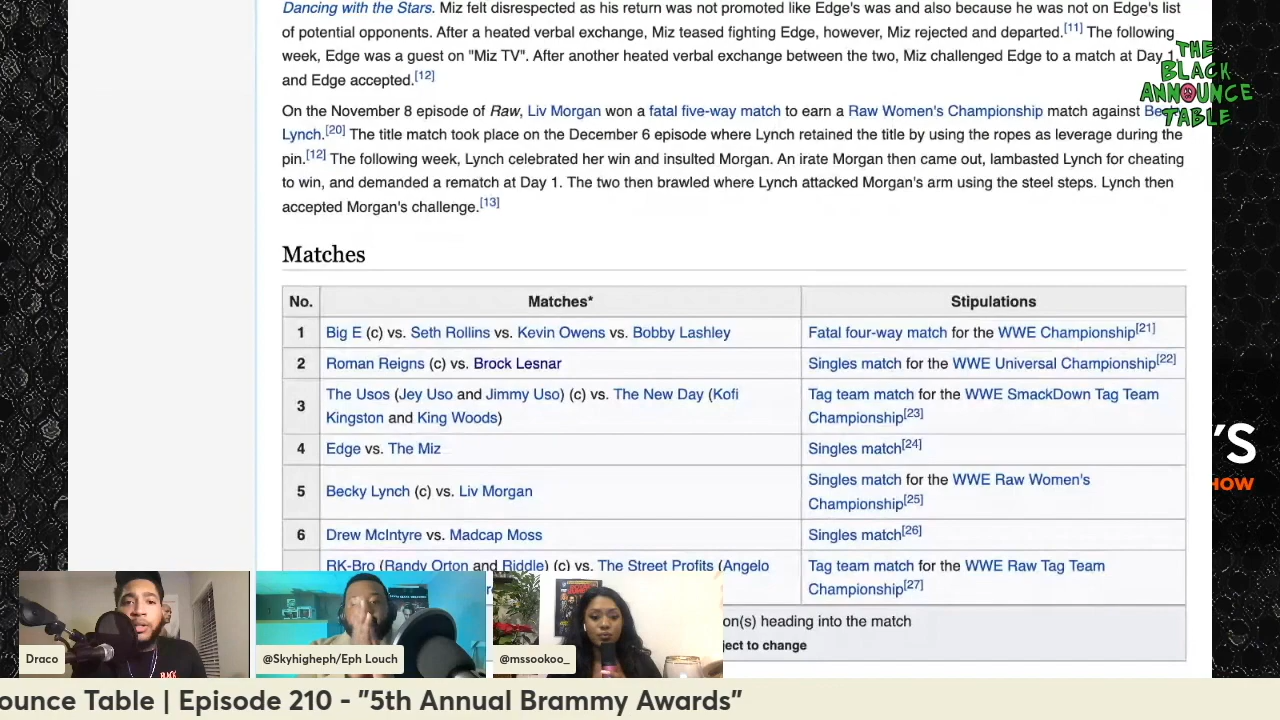 Dancing with the Stars. Miz felt disrespected as his return was not promoted like Edge's was and also because he was not on Edge's list
of potential opponents. After a heated verbal exchange, Miz teased fighting Edge, however, Miz rejected and departed.[11] The following
week, Edge was a guest on "Miz TV". After another heated verbal exchange between the two, Miz challenged Edge to a match at Day 1,
and Edge accepted.[12]
On the November 8 episode of Raw, Liv Morgan won a fatal five-way match to earn a Raw Women's Championship match against
Lynch.[20] The title match took place on the December 6 episode where Lynch retained the title by using the ropes as leverage during the
pin.[12] The following week, Lynch celebrated her win and insulted Morgan. An irate Morgan then came out, lambasted Lynch for cheating
to win, and demanded a rematch at Day 1. The two then brawled where Lynch attacked Morgan's arm using the steel steps. Lynch then
accepted Morgan's challenge.[13]
THE
BLACK
ANNOUNCE
TABLE
Matches
No. Matches* Stipulations
1 Big E (c) vs. Seth Rollins vs. Kevin Owens vs. Bobby Lashley Fatal four-way match for the WWE Championship[21]
2 Roman Reigns (c) vs. Brock Lesnar Singles match for the WWE Universal Championship[22]
3 The Usos (Jey Uso and Jimmy Uso) (c) vs. The New Day (Kofi
Kingston and King Woods)
Tag team match for the WWE SmackDown Tag Team
Championship[23]
4 Edge vs. The Miz Singles match[24]
5 Becky Lynch (c) vs. Liv Morgan Singles match for the WWE Raw Women's
Championship[25]
6 Drew McIntyre vs. Madcap Moss Singles match[26]
RK-Bro (Randy Orton and Riddle) (c) vs. The Street Profits (Angelo
Tag team match for the WWE Raw Tag Team
Championship[27]
on(s) heading into the match
ject to change
'S
HOW
Draco
@Skyhigheph/Eph Louch
@mssookoo_
ounce Table | Episode 210 - "5th Annual Brammy Awards"